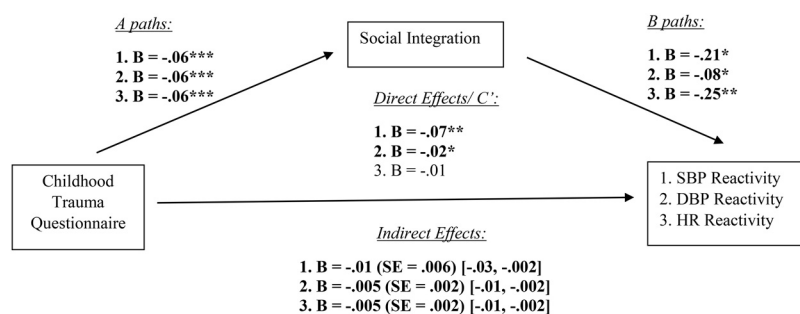 A paths:
1. B = -.06***
2. B = -.06***
3. B = -.06***
Social Integration
B paths:
1. B = -.21*
2. B = -.08*
3. B = -.25**
Direct Effects/ C’:
1. B = -.07**
2. B = -.02*
3. B = -.01
Childhood
Trauma
Questionnaire
1. SBP Reactivity
2. DBP Reactivity
3. HR Reactivity
Indirect Effects:
1. B = -.01 (SE = .006) [-.03, -.002]
2. B = -.005 (SE = .002) [-.01, -.002]
3. B = -.005 (SE = .002) [-.01, -.002]